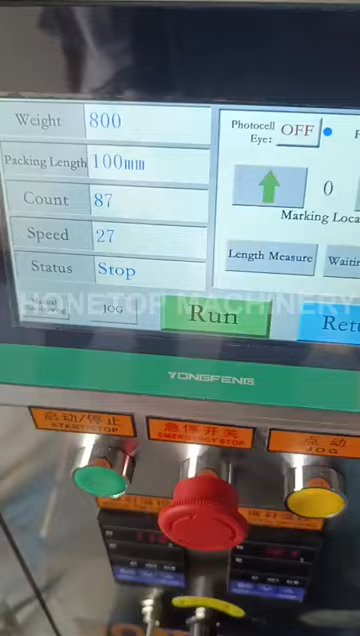 Weight 800
Packing Length 100mm
Count 87
Speed 27
Status Stop
Photocell
Eye: OFF
0
Marking Loca
Length Measure
Waitin
Manual
JOG
Run
Retu
HONETOP MACHINERY
YONGFENG
启动/停止
START/STOP
急停开关
EMERGENCY STOP
点动
JOG